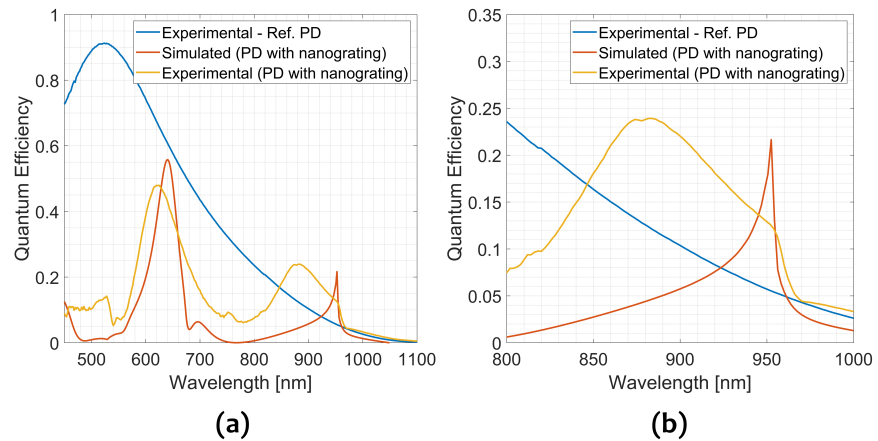 Experimental - Ref. PD
Simulated (PD with nanograting)
Experimental (PD with nanograting)
1
0.8
0.6
0.4
0.2
0
Quantum Efficiency
500 600 700 800 900 1000 1100
Wavelength [nm]
(a)
Experimental - Ref. PD
Simulated (PD with nanograting)
Experimental (PD with nanograting)
0.35
0.3
0.25
0.2
0.15
0.1
0.05
0
Quantum Efficiency
800 850 900 950 1000
Wavelength [nm]
(b)